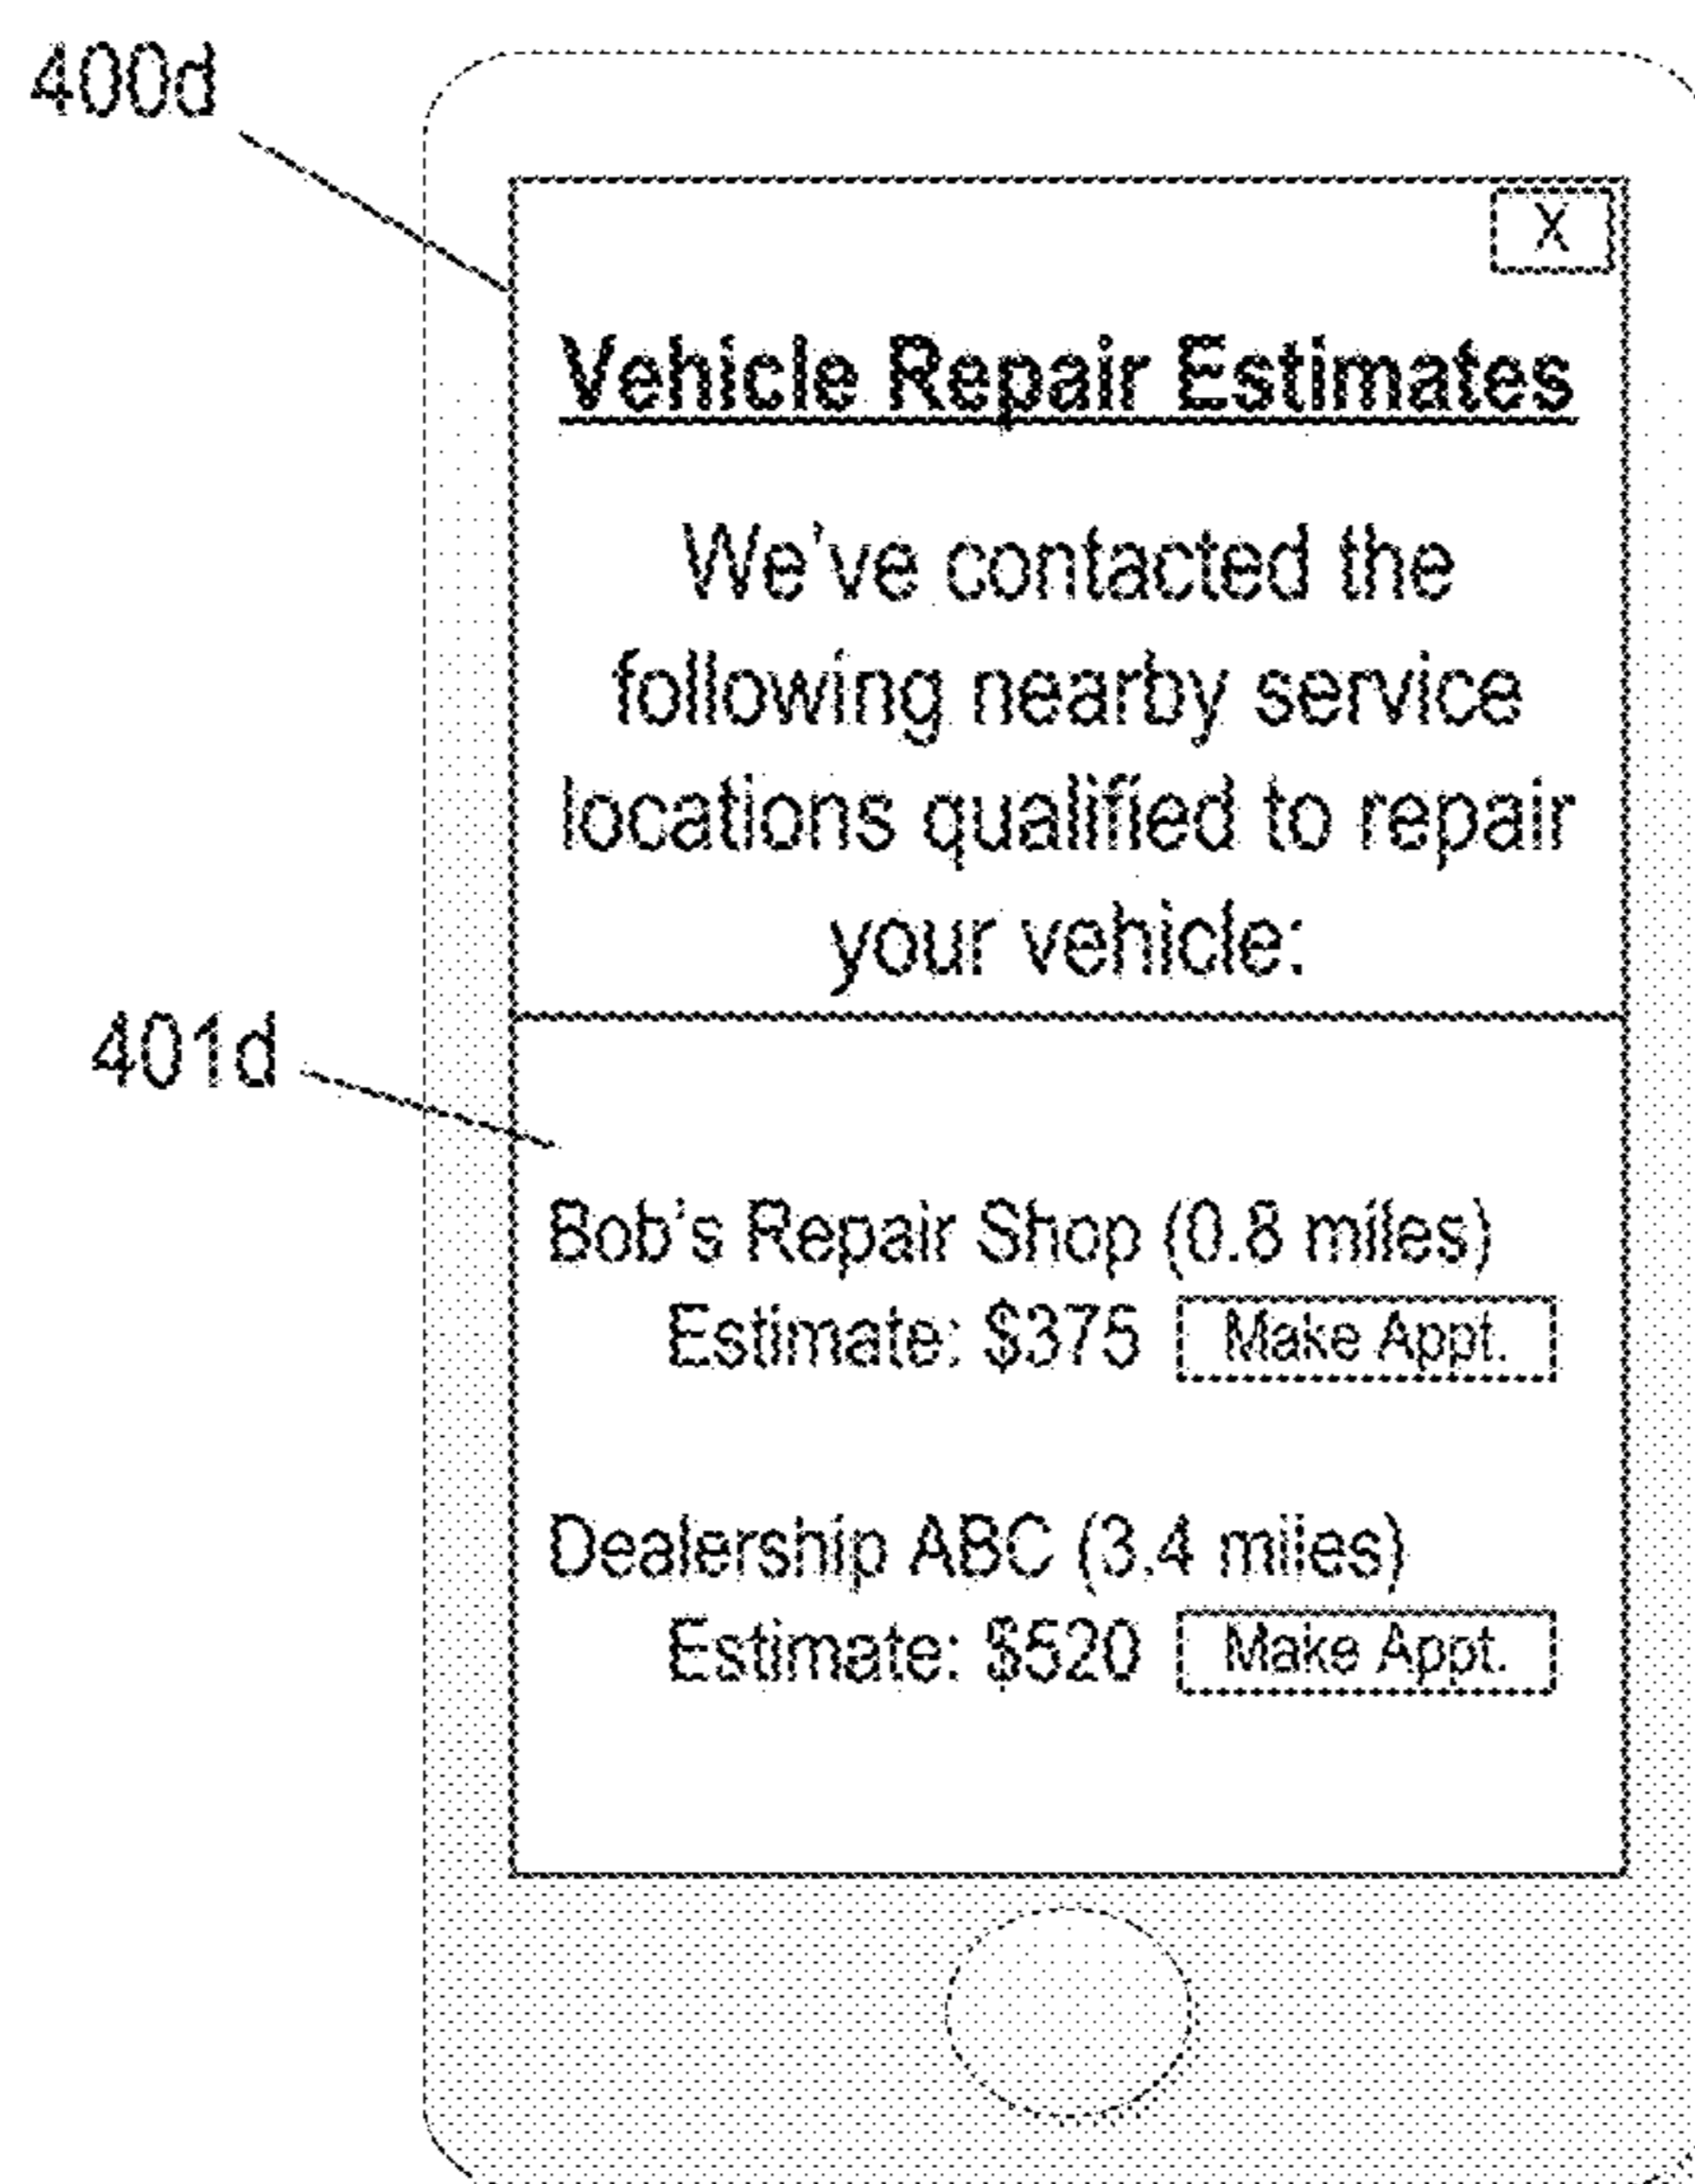 400d
X
Vehicle Repair Estimates
We've contacted the
following nearby service
locations qualified to repair
your vehicle:
401d
Bob's Repair Shop (0.8 miles)
Estimate: $375 Make Appt.
Dealership ABC (3.4 miles)
Estimate: $520 Make Appt.